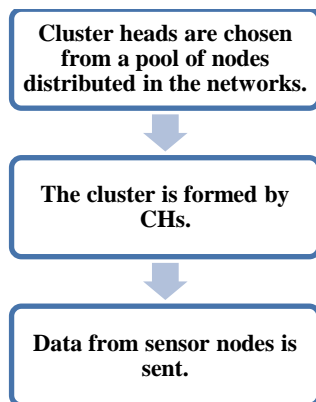 Cluster heads are chosen
from a pool of nodes
distributed in the networks.
The cluster is formed by
CHs.
Data from sensor nodes is
sent.